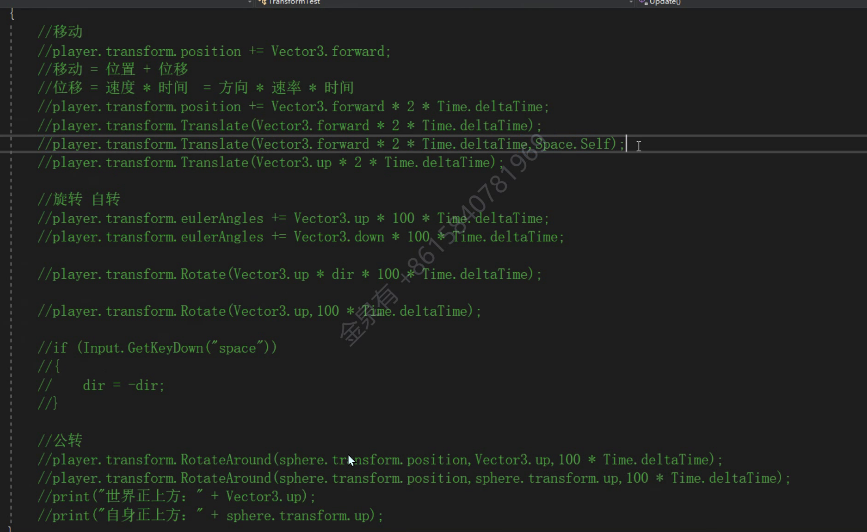 TransformTest
Update()
{
//移动
//player.transform.position += Vector3.forward;
//移动 = 位置 + 位移
//位移 = 速度 * 时间  = 方向 * 速率 * 时间
//player.transform.position += Vector3.forward * 2 * Time.deltaTime;
//player.transform.Translate(Vector3.forward * 2 * Time.deltaTime);
//player.transform.Translate(Vector3.forward * 2 * Time.deltaTime,Space.Self);
//player.transform.Translate(Vector3.up * 2 * Time.deltaTime);
//旋转 自转
//player.transform.eulerAngles += Vector3.up * 100 * Time.deltaTime;
//player.transform.eulerAngles += Vector3.down * 100 * Time.deltaTime;
//player.transform.Rotate(Vector3.up * dir * 100 * Time.deltaTime);
//player.transform.Rotate(Vector3.up,100 * Time.deltaTime);
//if (Input.GetKeyDown("space"))
//{
//    dir = -dir;
//}
//公转
//player.transform.RotateAround(sphere.transform.position,Vector3.up,100 * Time.deltaTime);
//player.transform.RotateAround(sphere.transform.position,sphere.transform.up,100 * Time.deltaTime);
//print("世界正上方：" + Vector3.up);
//print("自身正上方：" + sphere.transform.up);